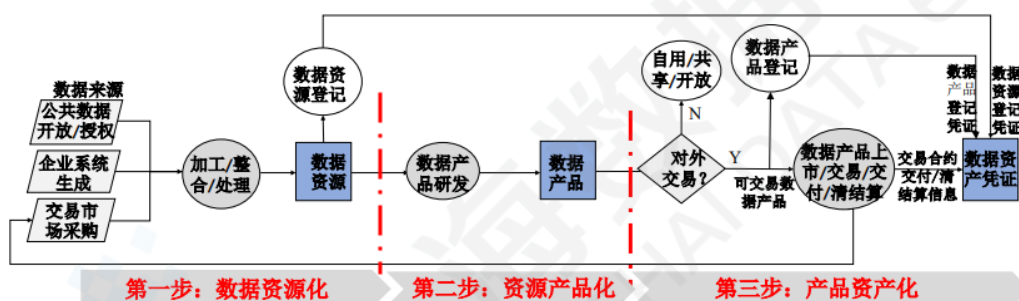 数据来源
公共数据
开放/授权
企业系统
生成
交易市
场采购
加工/整
合/处理
数据资
源登记
数据
资源
数据产
品研发
数据
产品
自用/共
享/开放
N
对外
交易？
Y
可交易数
据产品
数据产
品登记
数据产品上
市/交易/交
付/清结算
数据
产品
登记
凭证
数据
资源
登记
凭证
交易合约
交付/清
结算信息
数据资
产凭证
第一步：数据资源化
第二步：资源产品化
第三步：产品资产化